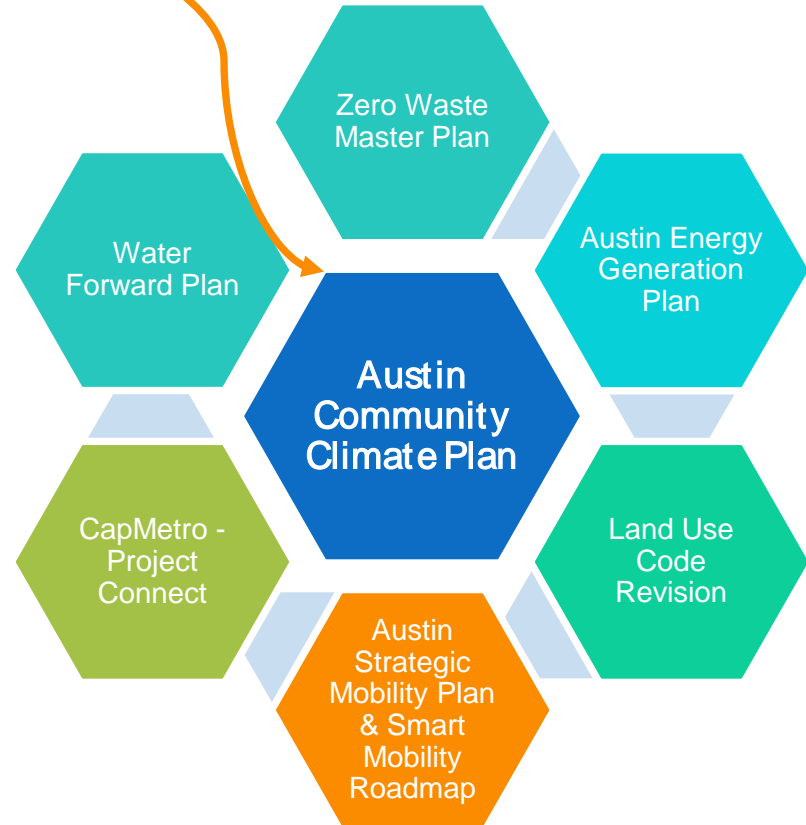 Zero Waste
Master Plan
Water
Forward Plan
Austin Energy
Generation
Plan
Austin
Community
Climate Plan
CapMetro -
Project
Connect
Land Use
Code
Revision
Austin
Strategic
Mobility Plan
& Smart
Mobility
Roadmap